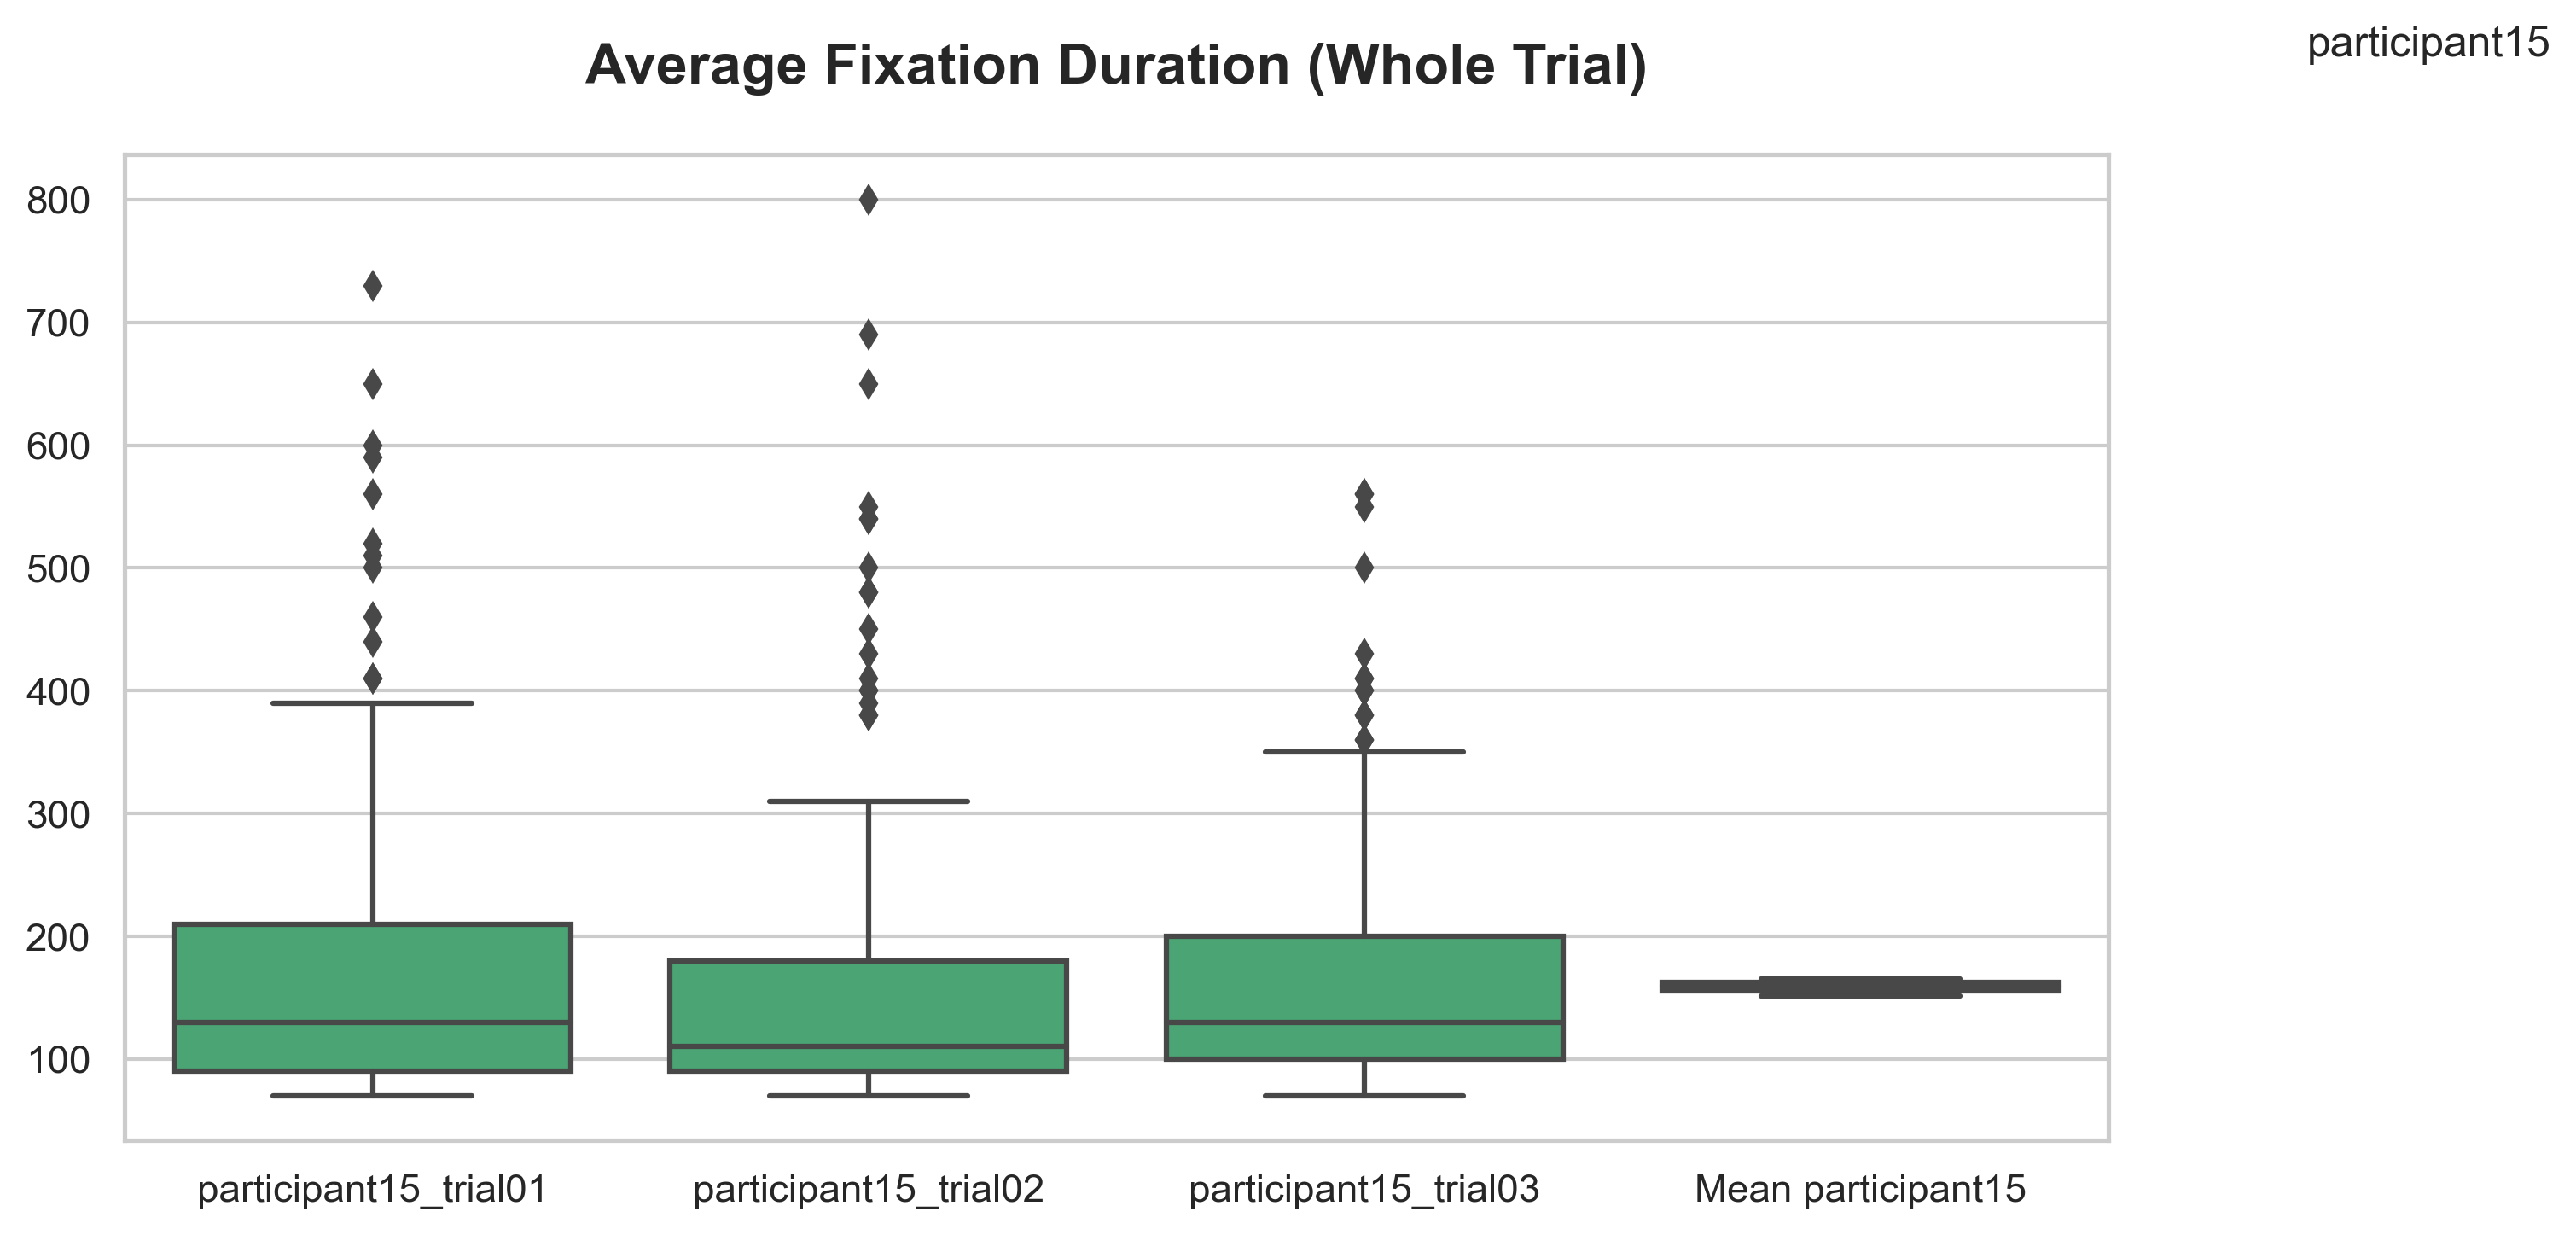 participant15
Average Fixation Duration (Whole Trial)
800
700
600
500
400
300
200
100
participant15_trial01 participant15_trial02 participant15_trial03 Mean participant15